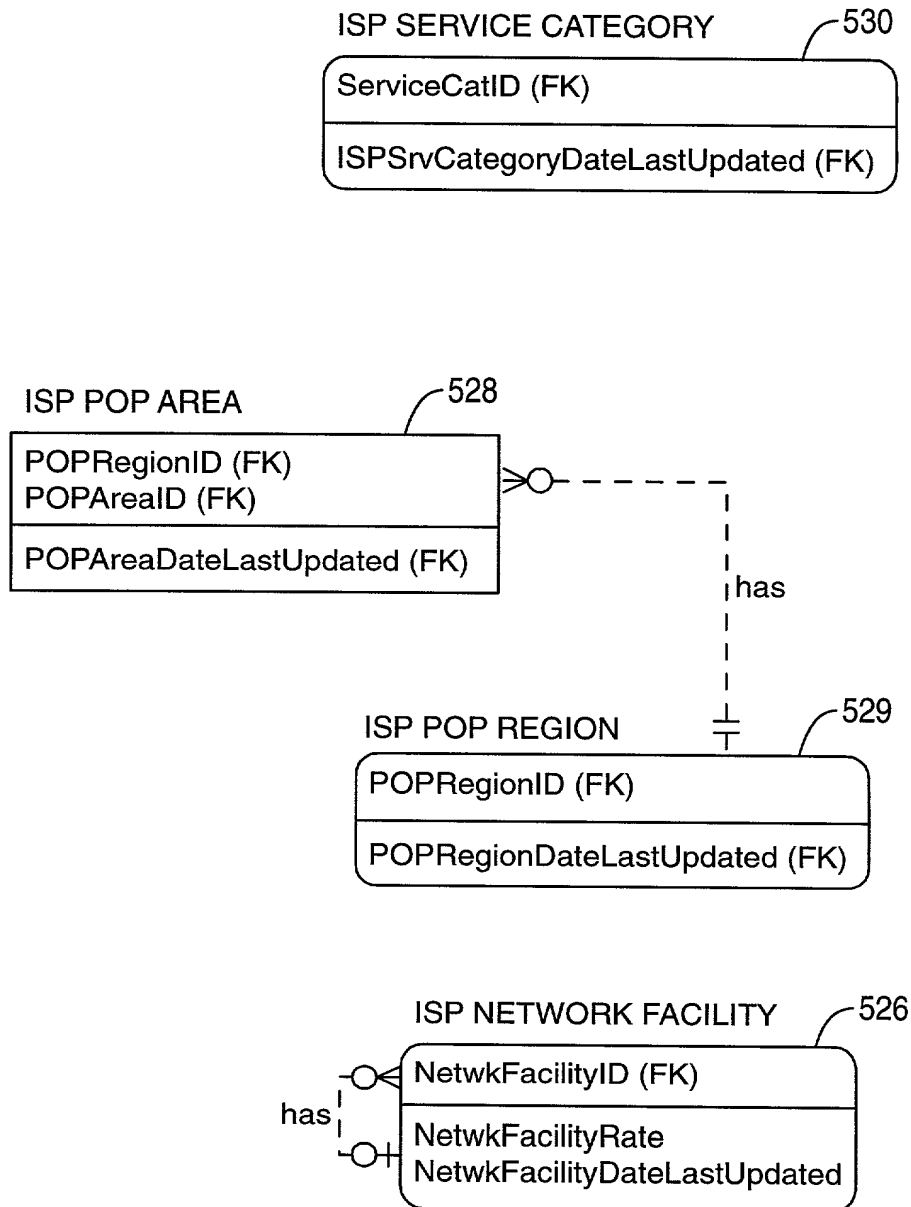 ISP SERVICE CATEGORY
530
ServiceCatID (FK)
ISPSrvCategoryDateLastUpdated (FK)
ISP POP AREA
528
POPRegionID (FK)
POPAreaID (FK)
POPAreaDateLastUpdated (FK)
has
ISP POP REGION
529
POPRegionID (FK)
POPRegionDateLastUpdated (FK)
ISP NETWORK FACILITY
526
has
NetwkFacilityID (FK)
NetwkFacilityRate
NetwkFacilityDateLastUpdated